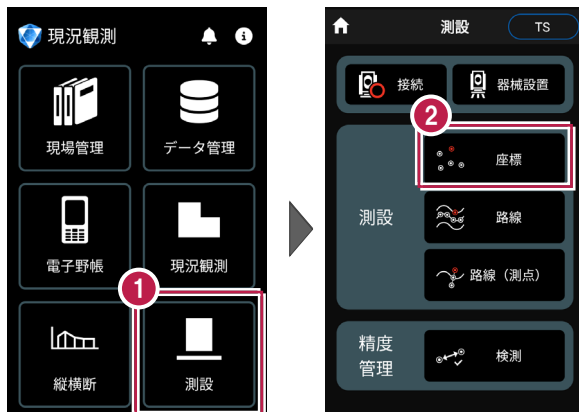 現況観測
現場管理
データ管理
電子野帳
現況観測
1
縦横断
測設
測設
TS
接続
器械設置
2
測設
座標
路線
路線（測点）
精度
管理
検測